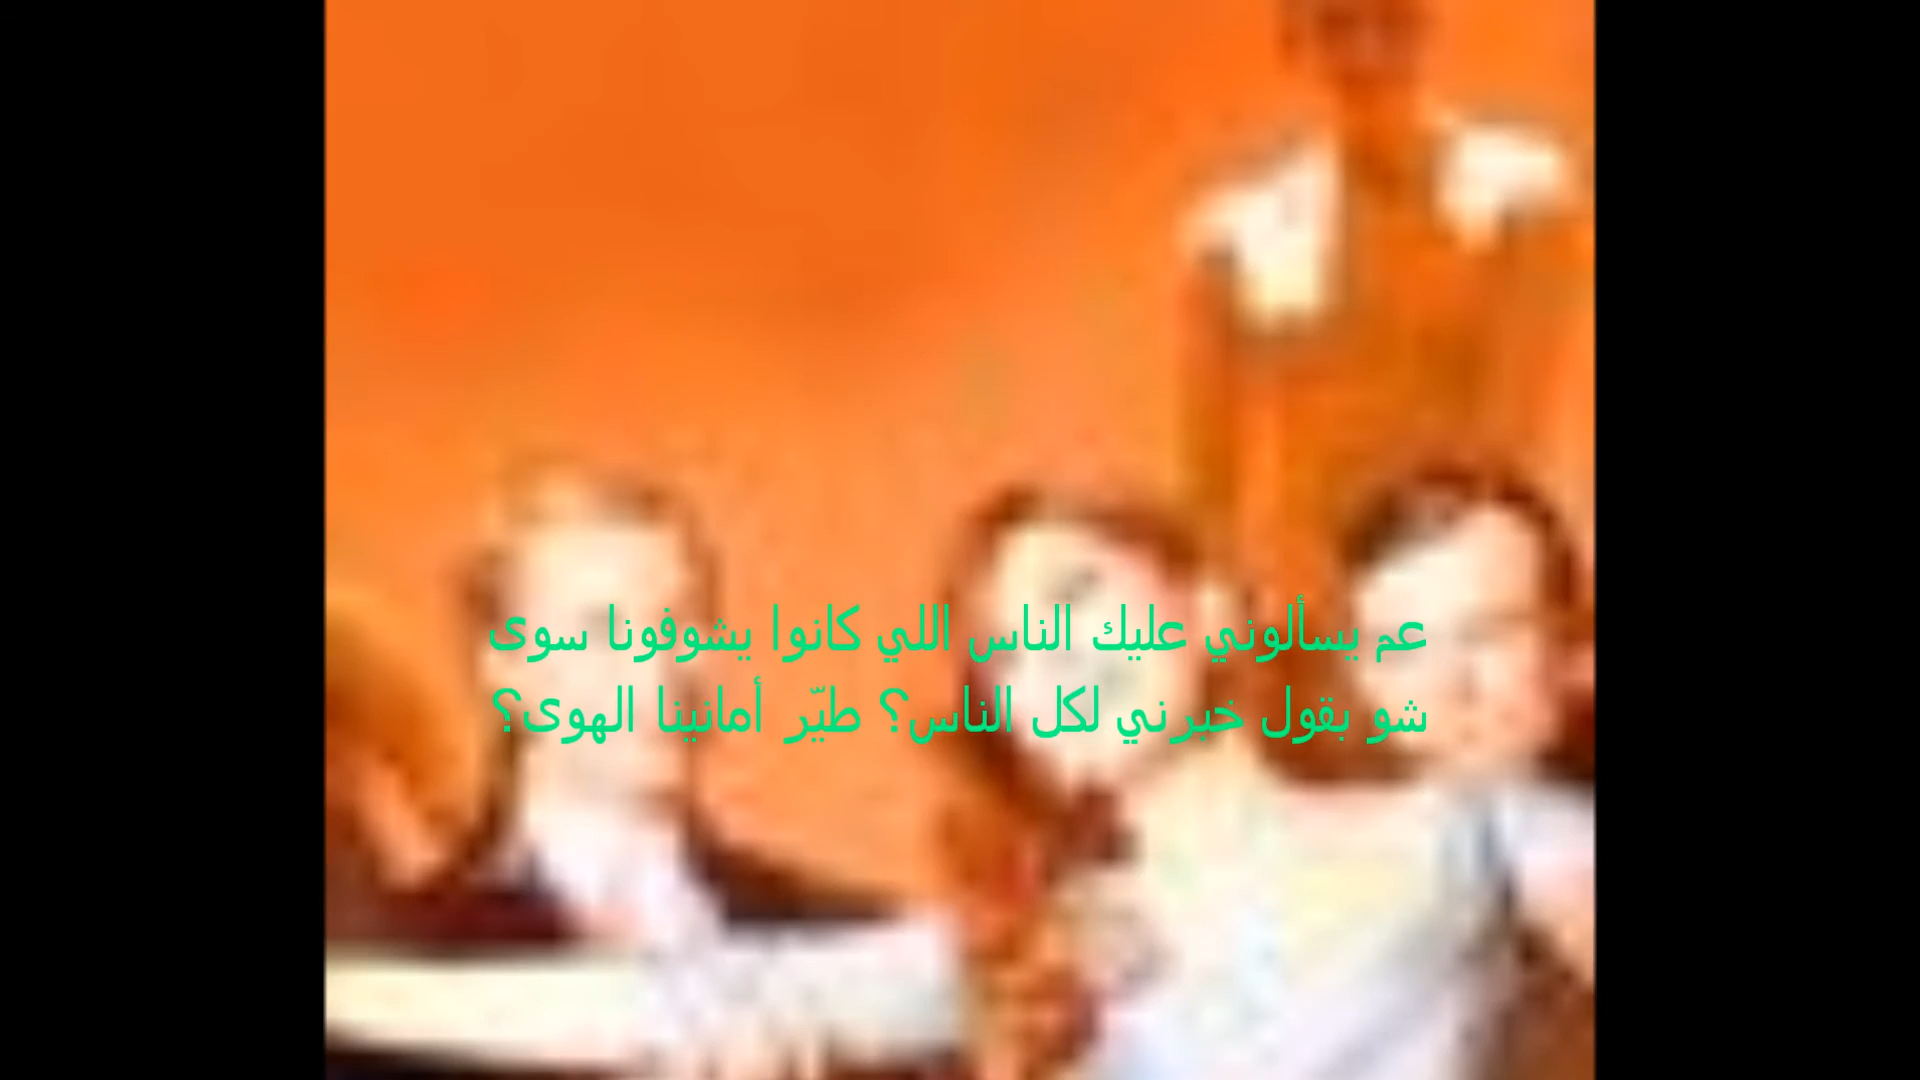 عم يسألوني عليك الناس اللي كانوا يشوفونا سوى
شو بقول خبرني لكل الناس؟ طيّر أمانينا الهوى؟